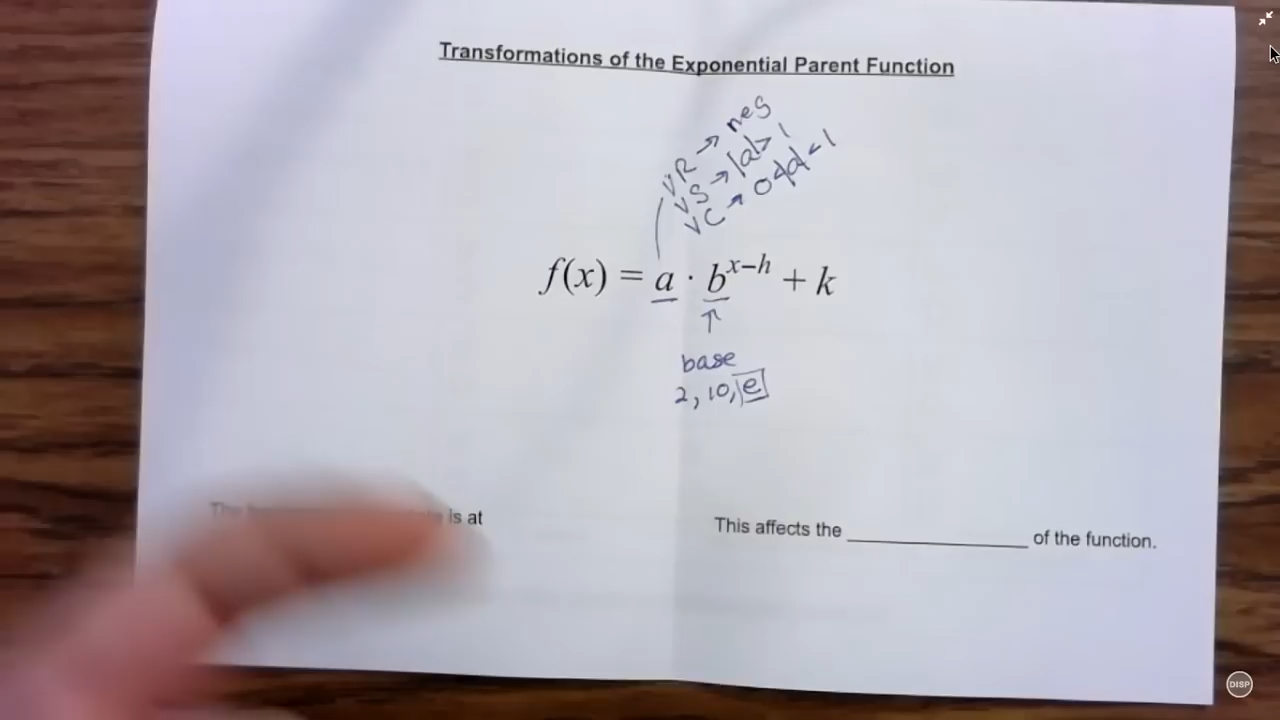 Transformations of the Exponential Parent Function
VR → neg
VS → |a| > 1
VC → 0 < |a| < 1
f(x) = a · b^{x-h} + k
↑
base
2, 10, e
is at
This affects the ____________ of the function.
DISP